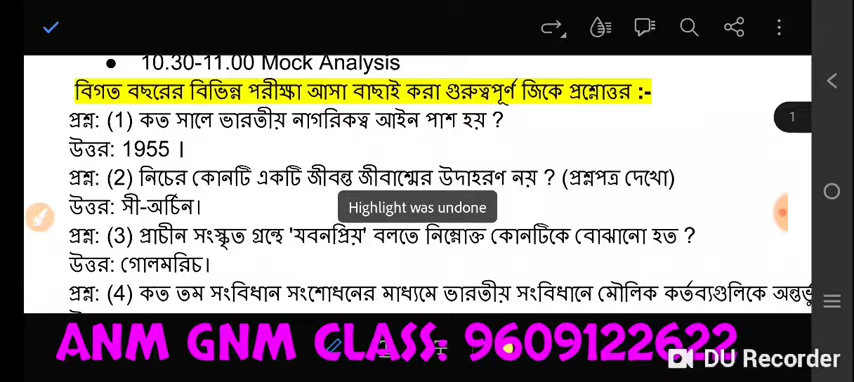 10.30-11.00 Mock Analysis
বিগত বছরের বিভিন্ন পরীক্ষা আসা বাছাই করা গুরুত্বপূর্ণ জিকে প্রশ্নোত্তর :-
1
প্রশ্ন: (1) কত সালে ভারতীয় নাগরিকত্ব আইন পাশ হয় ?
উত্তর: 1955 ।
প্রশ্ন: (2) নিচের কোনটি একটি জীবন্ত জীবাশ্মের উদাহরণ নয় ? (প্রশ্নপত্র দেখো)
উত্তর: সী-অর্চিন।
Highlight was undone
প্রশ্ন: (3) প্রাচীন সংস্কৃত গ্রন্থে 'যবনপ্রিয়' বলতে নিম্নোক্ত কোনটিকে বোঝানো হত ?
উত্তর: গোলমরিচ।
প্রশ্ন: (4) কত তম সংবিধান সংশোধনের মাধ্যমে ভারতীয় সংবিধানে মৌলিক কর্তব্যগুলিকে
ANM GNM CLASS: 9609122622
DU Recorder